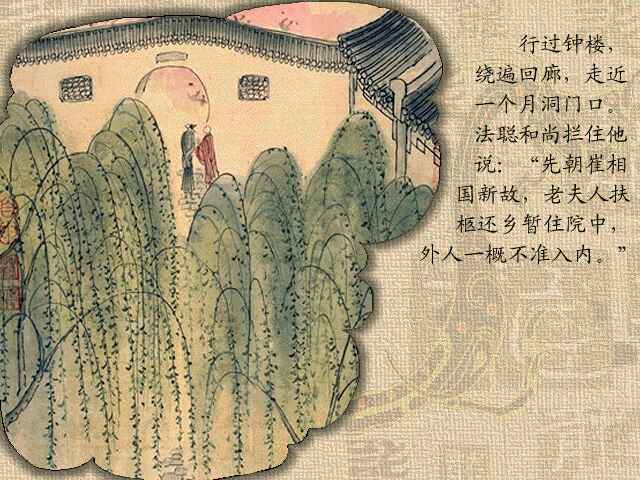 行过钟楼，
绕遍回廊，走近
一个月洞门口。
法聪和尚拦住他
说：“先朝崔相
国新故，老夫人扶
柩还乡暂住院中，
外人一概不准入内。”